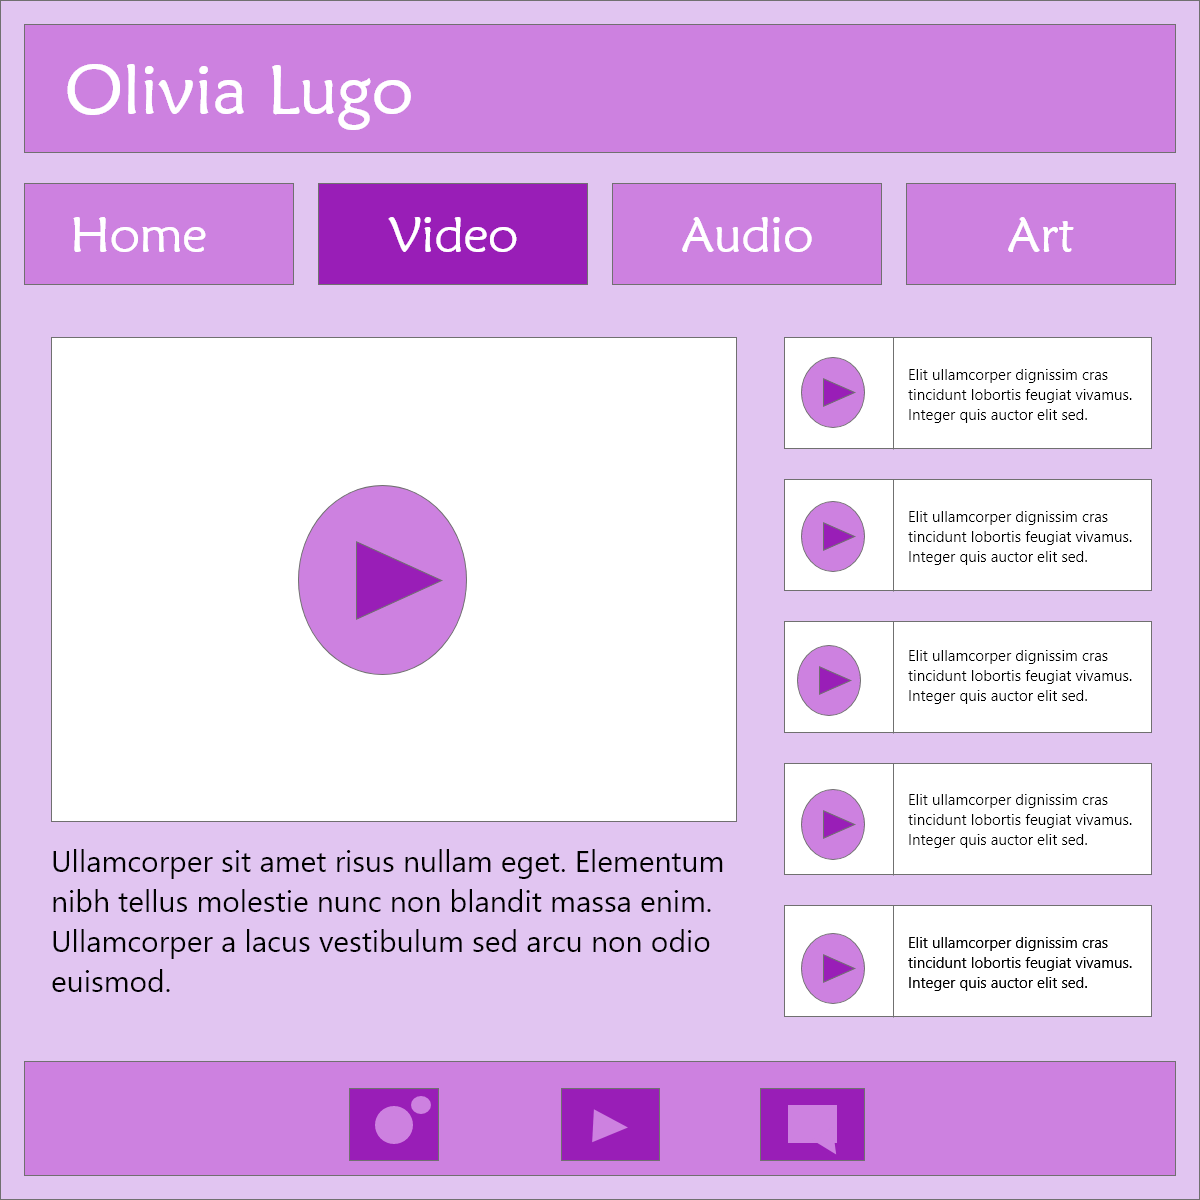 Olivia Lugo
Home
Video
Audio
Art
Ullamcorper sit amet risus nullam eget. Elementum
nibh tellus molestie nunc non blandit massa enim.
Ullamcorper a lacus vestibulum sed arcu non odio
euismod.
Elit ullamcorper dignissim cras
tincidunt lobortis feugiat vivamus.
Integer quis auctor elit sed.
Elit ullamcorper dignissim cras
tincidunt lobortis feugiat vivamus.
Integer quis auctor elit sed.
Elit ullamcorper dignissim cras
tincidunt lobortis feugiat vivamus.
Integer quis auctor elit sed.
Elit ullamcorper dignissim cras
tincidunt lobortis feugiat vivamus.
Integer quis auctor elit sed.
Elit ullamcorper dignissim cras
tincidunt lobortis feugiat vivamus.
Integer quis auctor elit sed.